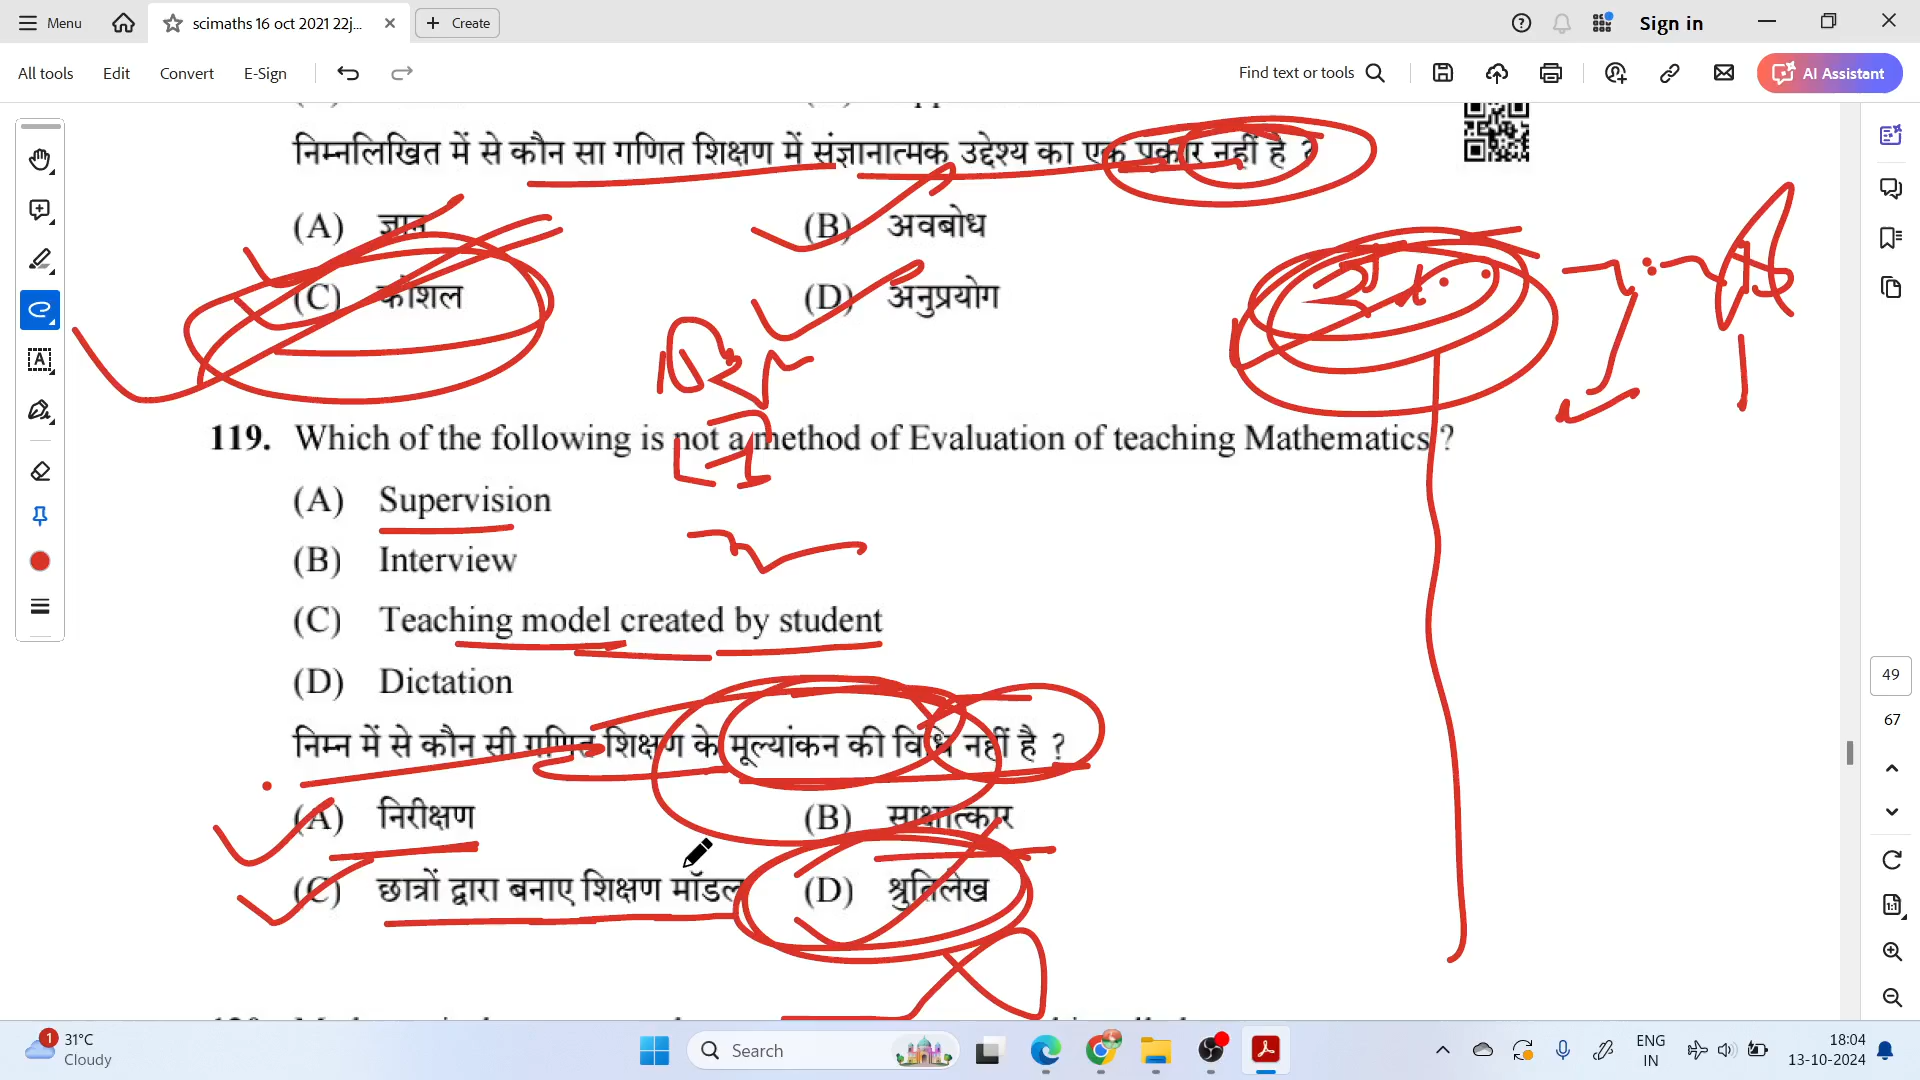 Menu
scimaths 16 oct 2021 22j...
Create
Sign in
All tools Edit Convert E-Sign
Find text or tools
AI Assistant
निम्नलिखित में से कौन सा गणित शिक्षण में संज्ञानात्मक उद्देश्य का एक प्रकार नहीं है ?
(A) ज्ञान (B) अवबोध
(C) कौशल (D) अनुप्रयोग
119. Which of the following is not a method of Evaluation of teaching Mathematics ?
(A) Supervision
(B) Interview
(C) Teaching model created by student
(D) Dictation
निम्न में से कौन सी गणित शिक्षण के मूल्यांकन की विधि नहीं है ?
(A) निरीक्षण (B) साक्षात्कार
(C) छात्रों द्वारा बनाए शिक्षण मॉडल (D) श्रुतिलेख
49
67
1
31°C
Cloudy
Search
ENG
IN
18:04
13-10-2024